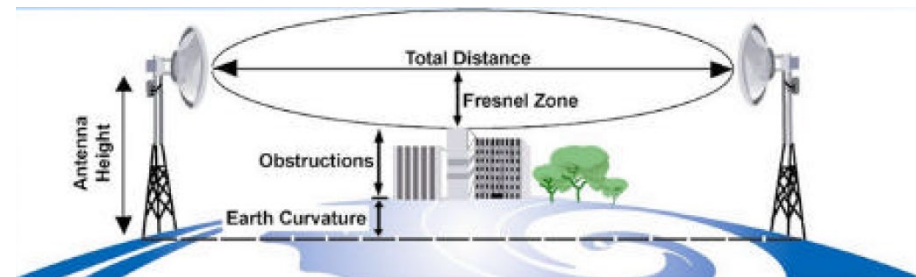 Total Distance
Fresnel Zone
Antenna
Height
Obstructions
Earth Curvature